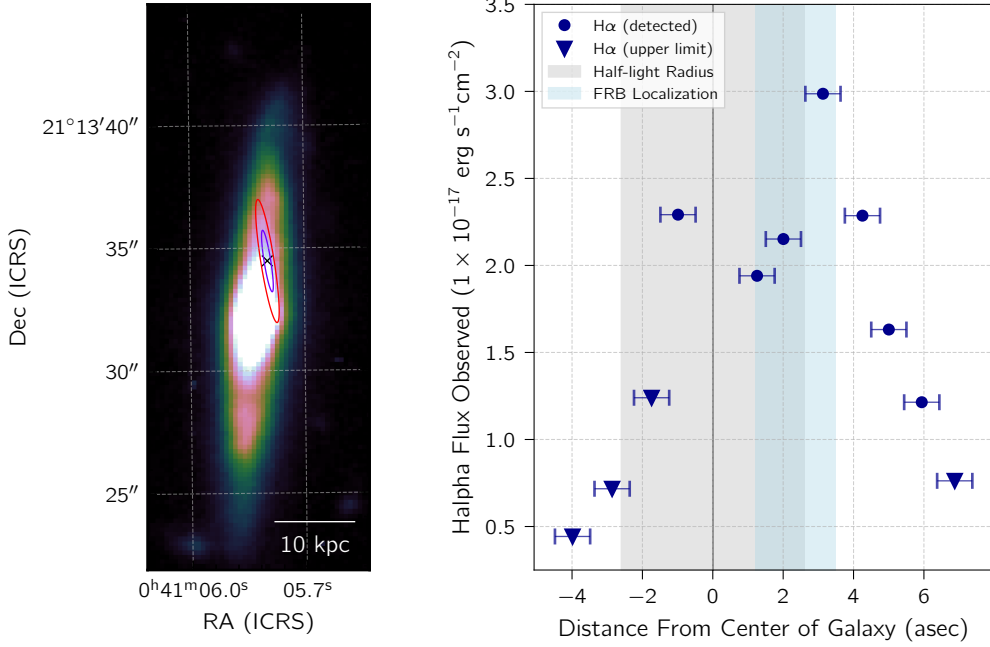 21°13′40″
35″
30″
25″
Dec (ICRS)
10 kpc
0ʰ41ᵐ06.0ˢ 05.7ˢ
RA (ICRS)
Hα (detected)
Hα (upper limit)
Half-light Radius
FRB Localization
3.5
3.0
2.5
2.0
1.5
1.0
0.5
Halpha Flux Observed (1 × 10⁻¹⁷ erg s⁻¹cm⁻²)
−4 −2 0 2 4 6
Distance From Center of Galaxy (asec)